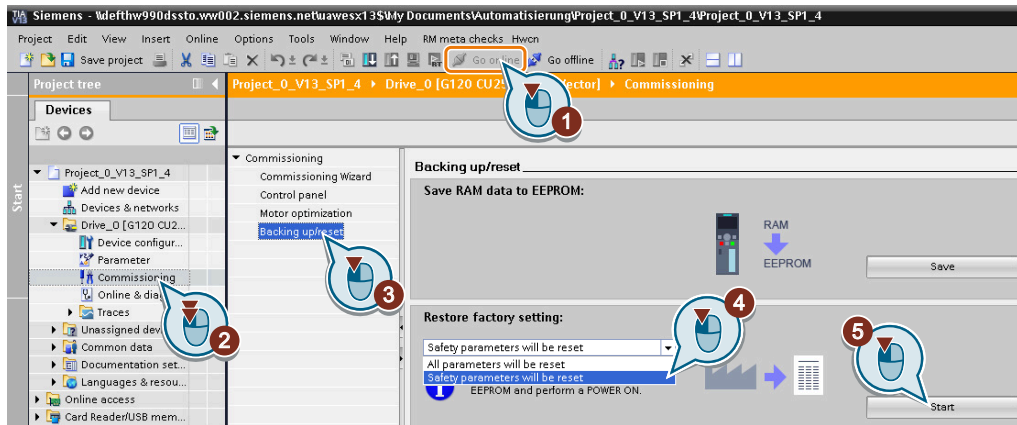 Siemens - \\defthw990dssto.ww002.siemens.net\uawesx13$\My Documents\Automatisierung\Project_0_V13_SP1_4\Project_0_V13_SP1_4
Project Edit View Insert Online Options Tools Window Help RM meta checks Hwcn
Save project Go online Go offline
Project tree
Project_0_V13_SP1_4 Drive_0 [G120 CU25 ector] Commissioning
1
Devices
Start
Project_0_V13_SP1_4
Add new device
Devices & networks
Drive_0 [G120 CU2...
Device configur...
Parameter
Commissioning
Online & dia
Traces
Unassigned dev
Common data
Documentation set...
Languages & resou...
Online access
Card Reader/USB mem...
2
Commissioning
Commissioning Wizard
Control panel
Motor optimization
Backing up/reset
3
Backing up/reset
Save RAM data to EEPROM:
RAM
EEPROM
Save
Restore factory setting:
4
5
Safety parameters will be reset
All parameters will be reset
Safety parameters will be reset
EEPROM and perform a POWER ON.
Start